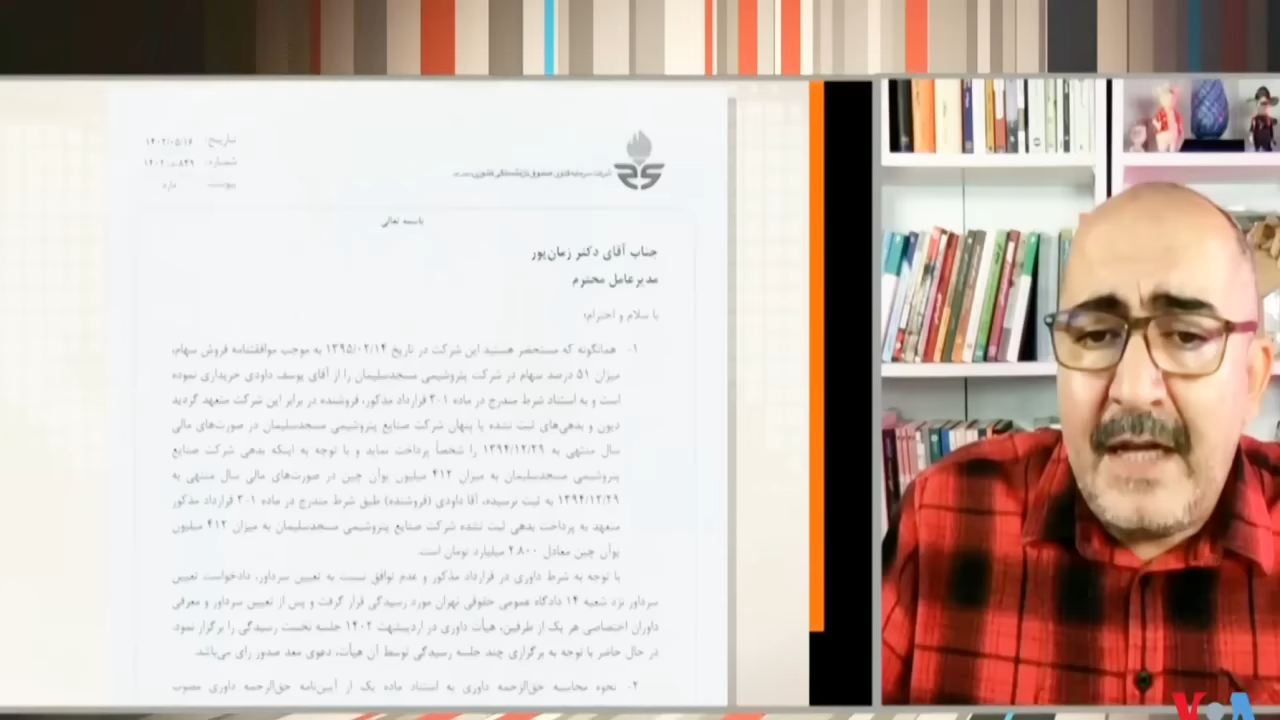 تاریخ: ۱۴۰۲/۰۵/۱۶
شماره:
پیوست: دارد
شرکت سرمایه‌گذاری صندوق بازنشستگی کشوری
باسمه تعالی
جناب آقای دکتر زمان‌پور
مدیرعامل محترم
با سلام و احترام؛
۱- همانگونه که مستحضر هستید این شرکت در تاریخ ۱۳۹۵/۰۲/۱۴ به موجب موافقتنامه فروش سهام،
میزان ۵۱ درصد سهام در شرکت پتروشیمی مسجدسلیمان را از آقای یوسف داودی خریداری نموده
است و به استناد شرط مندرج در ماده ۳۰۱ قرارداد مذکور، فروشنده در برابر این شرکت متعهد گردید
دیون و بدهی‌های ثبت نشده یا پنهان شرکت صنایع پتروشیمی مسجدسلیمان در صورت‌های مالی
سال منتهی به ۱۳۹۴/۱۲/۲۹ را شخصاً پرداخت نماید و با توجه به اینکه بدهی شرکت صنایع
پتروشیمی مسجدسلیمان به میزان ۴۱۲ میلیون یوآن چین در صورت‌های مالی سال منتهی به
۱۳۹۴/۱۲/۲۹ به ثبت نرسیده، آقا داودی (فروشنده) طبق شرط مندرج در ماده ۳۰۱ قرارداد مذکور
متعهد به پرداخت بدهی ثبت نشده شرکت صنایع پتروشیمی مسجدسلیمان به میزان ۴۱۲ میلیون
یوآن چین معادل ۲.۸۰۰ میلیارد تومان است.
با توجه به شرط داوری در قرارداد مذکور و عدم توافق نسبت به تعیین سرداور، دادخواست تعیین
سرداور نزد شعبه ۱۴ دادگاه عمومی حقوقی تهران مورد رسیدگی قرار گرفت و پس از تعیین سرداور و معرفی
داوران اختصاصی هر یک از طرفین، هیأت داوری در اردیبهشت ۱۴۰۲ جلسه نخست رسیدگی را برگزار نمود.
در حال حاضر با توجه به برگزاری چند جلسه رسیدگی توسط آن هیأت، دعوی معد صدور رای می‌باشد.
۲- نحوه محاسبه حق‌الزحمه داوری به استناد ماده یک از آیین‌نامه حق‌الزحمه داوری مصوب
VOA